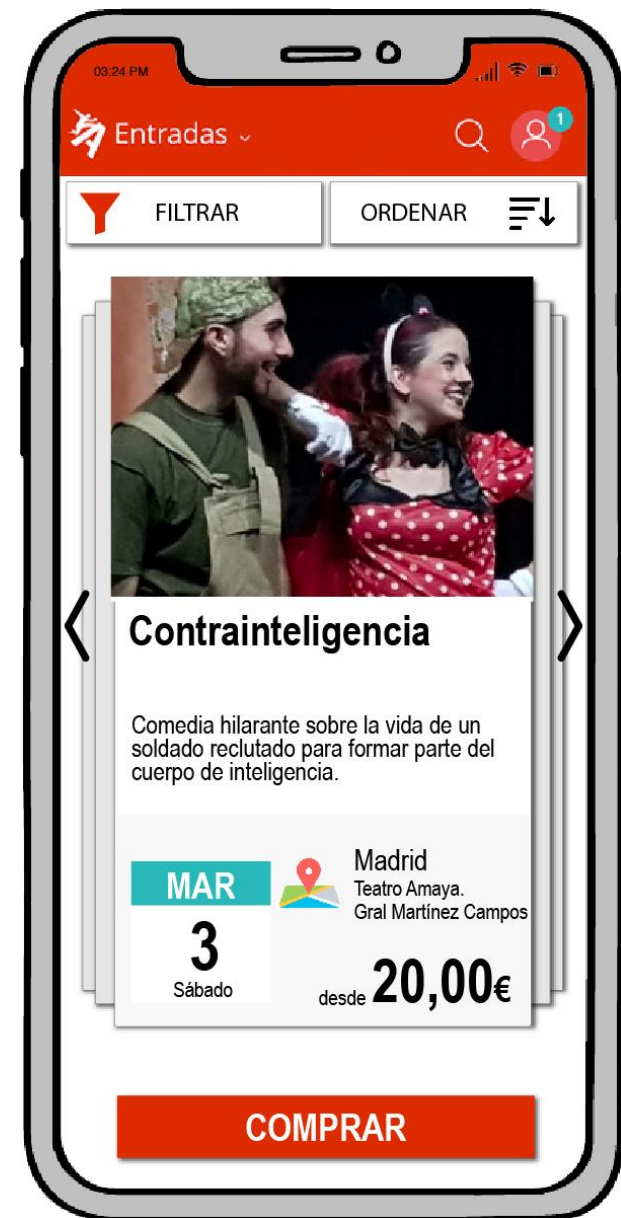 03:24 PM
Entradas
1
FILTRAR
ORDENAR
Contrainteligencia
Comedia hilarante sobre la vida de un
soldado reclutado para formar parte del
cuerpo de inteligencia.
MAR
3
Sábado
Madrid
Teatro Amaya.
Gral Martínez Campos
desde 20,00€
COMPRAR